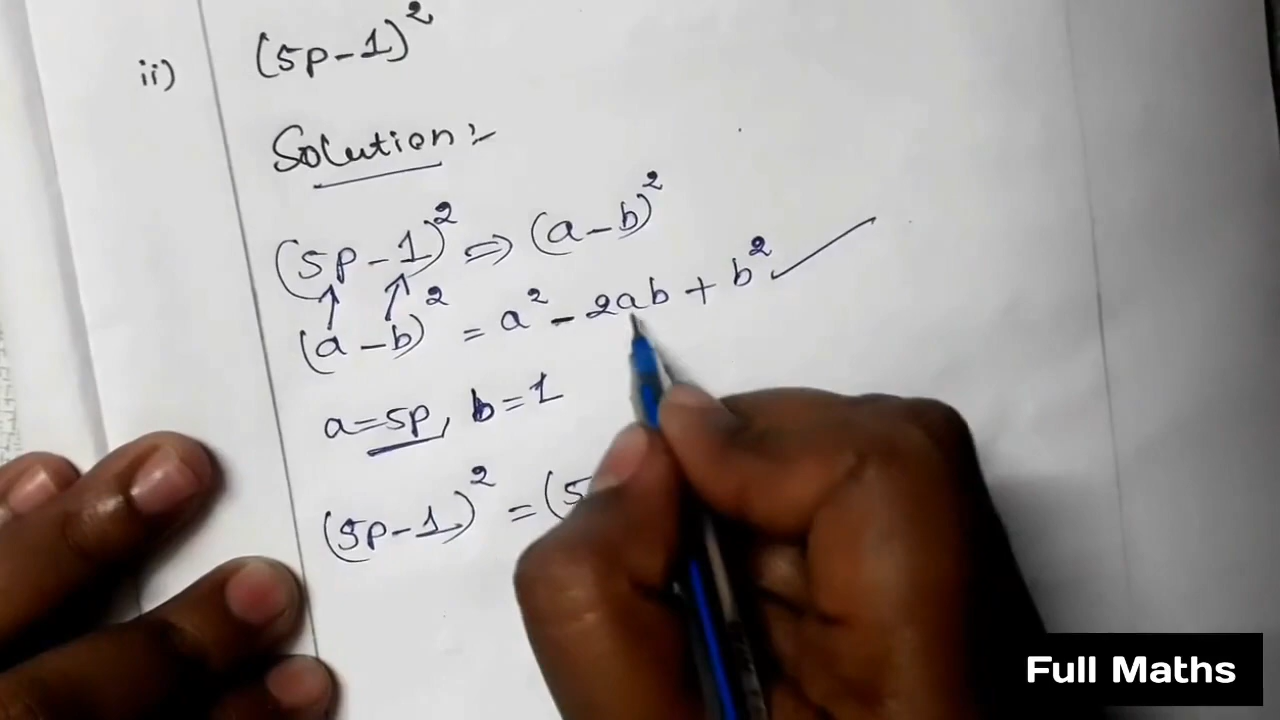 ii) (5p-1)²
Solution:-
(5p-1)² ⇒ (a-b)²
(a-b)² = a² - 2ab + b²
a=5p, b=1
(5p-1)² = (5
Full Maths